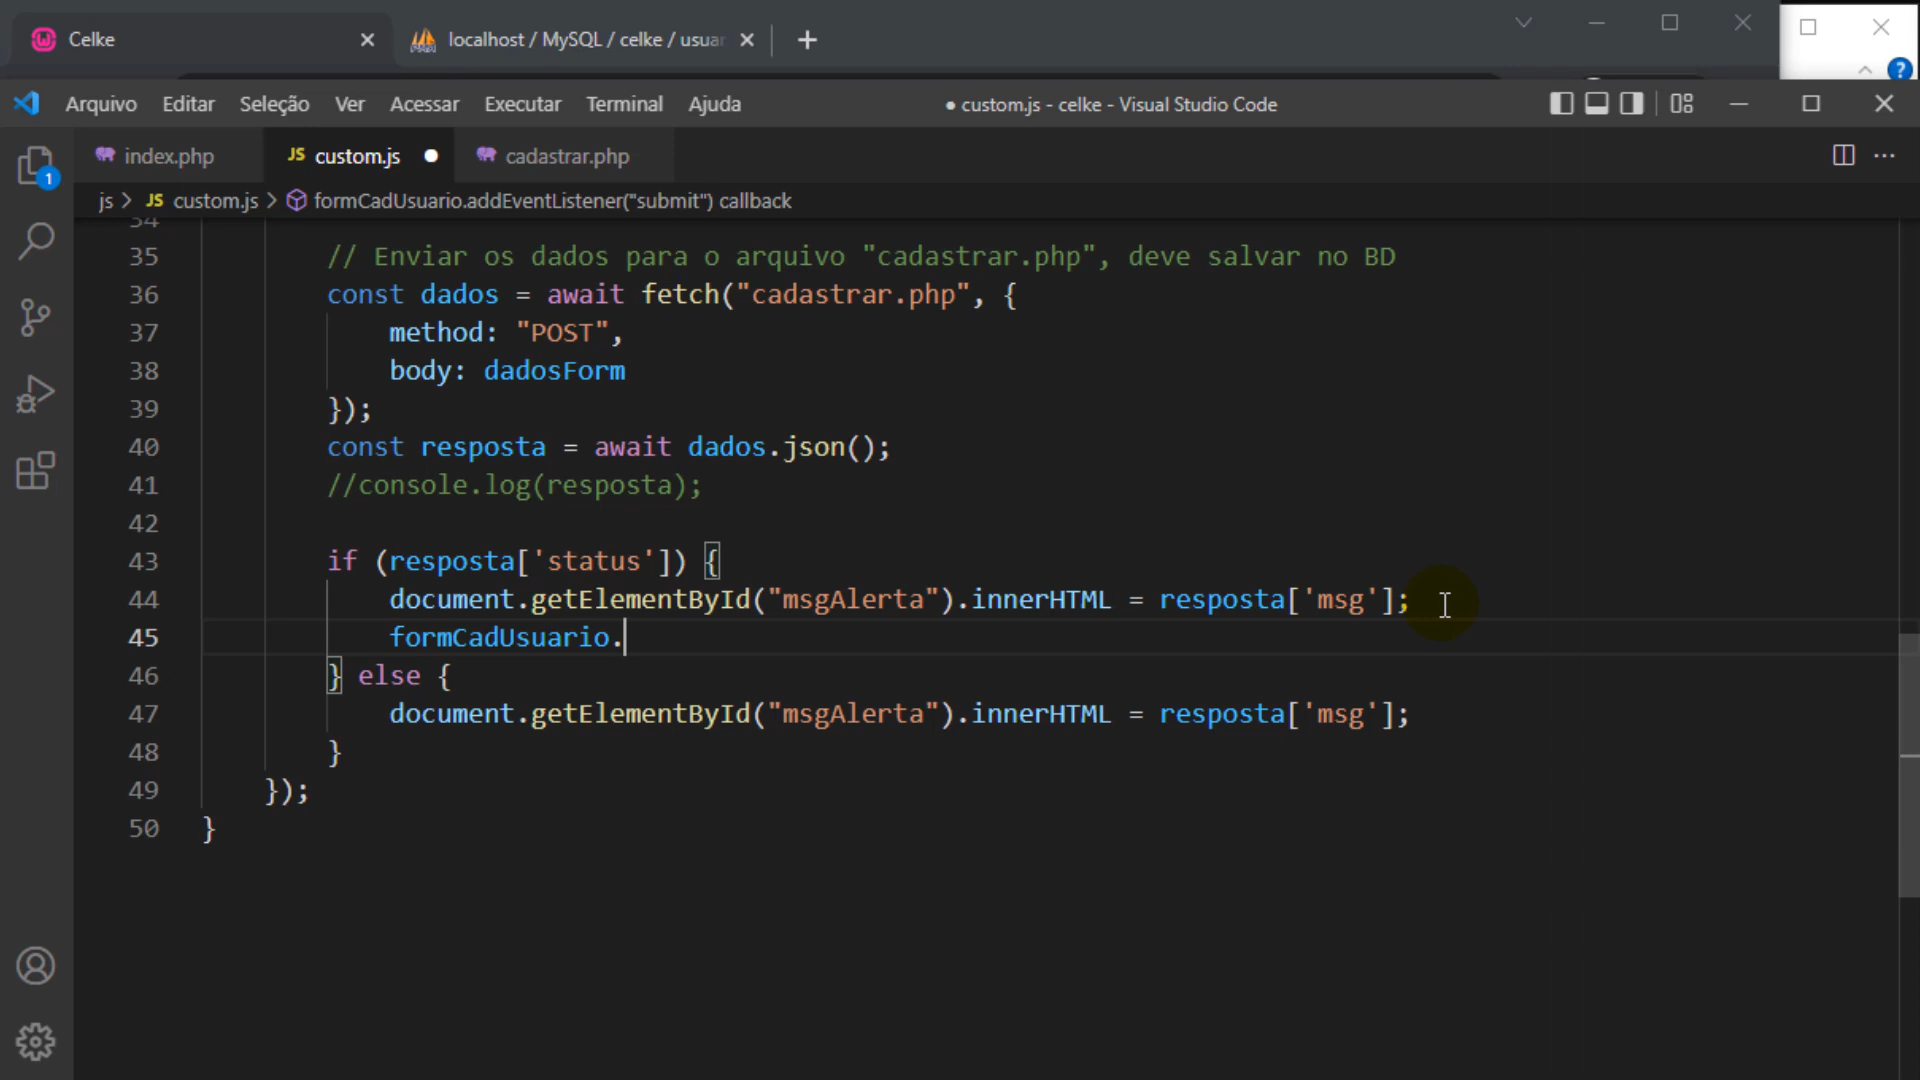 Celke
localhost / MySQL / celke / usuar
Arquivo Editar Seleção Ver Acessar Executar Terminal Ajuda
● custom.js - celke - Visual Studio Code
index.php
JS custom.js
cadastrar.php
1
js > JS custom.js > formCadUsuario.addEventListener("submit") callback
34
35 // Enviar os dados para o arquivo "cadastrar.php", deve salvar no BD
36 const dados = await fetch("cadastrar.php", {
37 method: "POST",
38 body: dadosForm
39 });
40 const resposta = await dados.json();
41 //console.log(resposta);
42
43 if (resposta['status']) {
44 document.getElementById("msgAlerta").innerHTML = resposta['msg'];
45 formCadUsuario.
46 } else {
47 document.getElementById("msgAlerta").innerHTML = resposta['msg'];
48 }
49 });
50 }